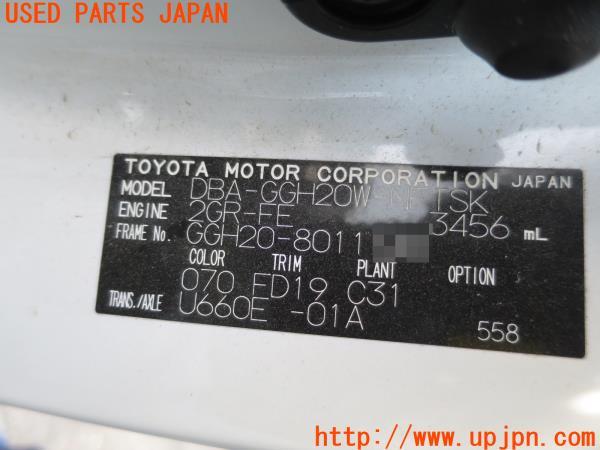 USED PARTS JAPAN
TOYOTA MOTOR CORPORATION JAPAN
MODEL DBA-GGH20W-NFTSK
ENGINE 2GR-FE 3456 mL
FRAME No. GGH20-8011
COLOR TRIM PLANT OPTION
070 FD19 C31
TRANS./AXLE U660E -01A
558
http://www.upjpn.com/